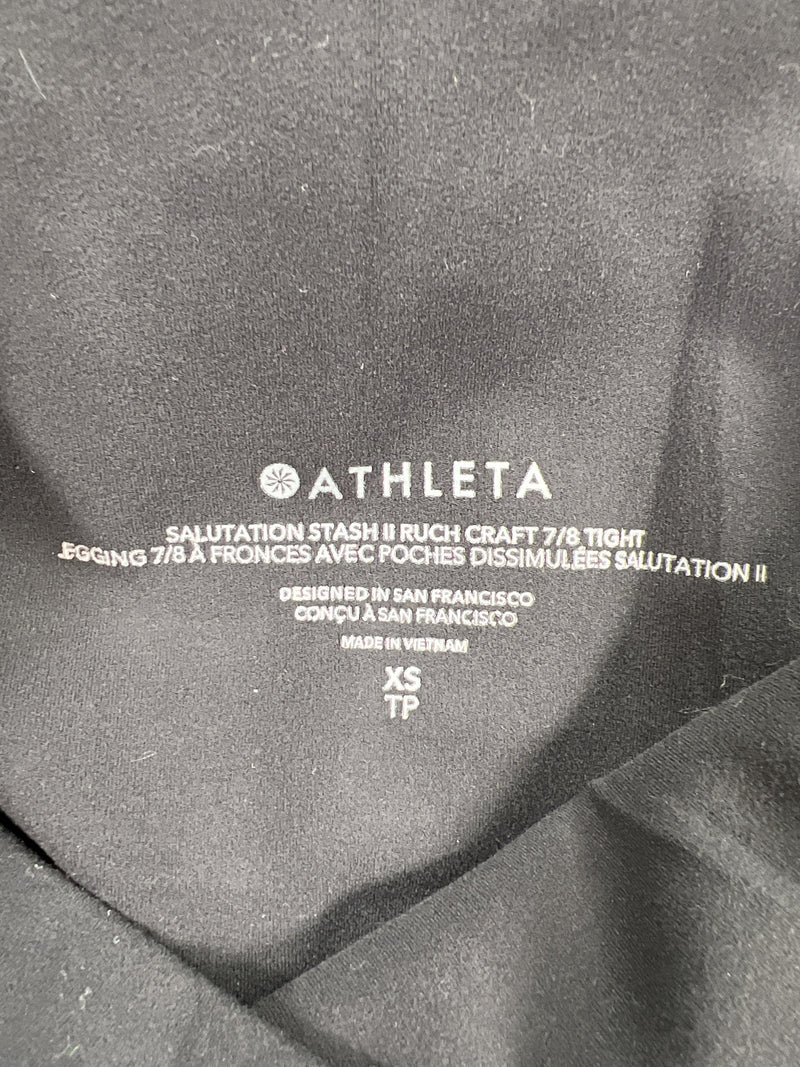 ATHLETA
SALUTATION STASH II RUCH CRAFT 7/8 TIGHT
LEGGING 7/8 À FRONCES AVEC POCHES DISSIMULÉES SALUTATION II
DESIGNED IN SAN FRANCISCO
CONÇU À SAN FRANCISCO
MADE IN VIETNAM
XS
TP